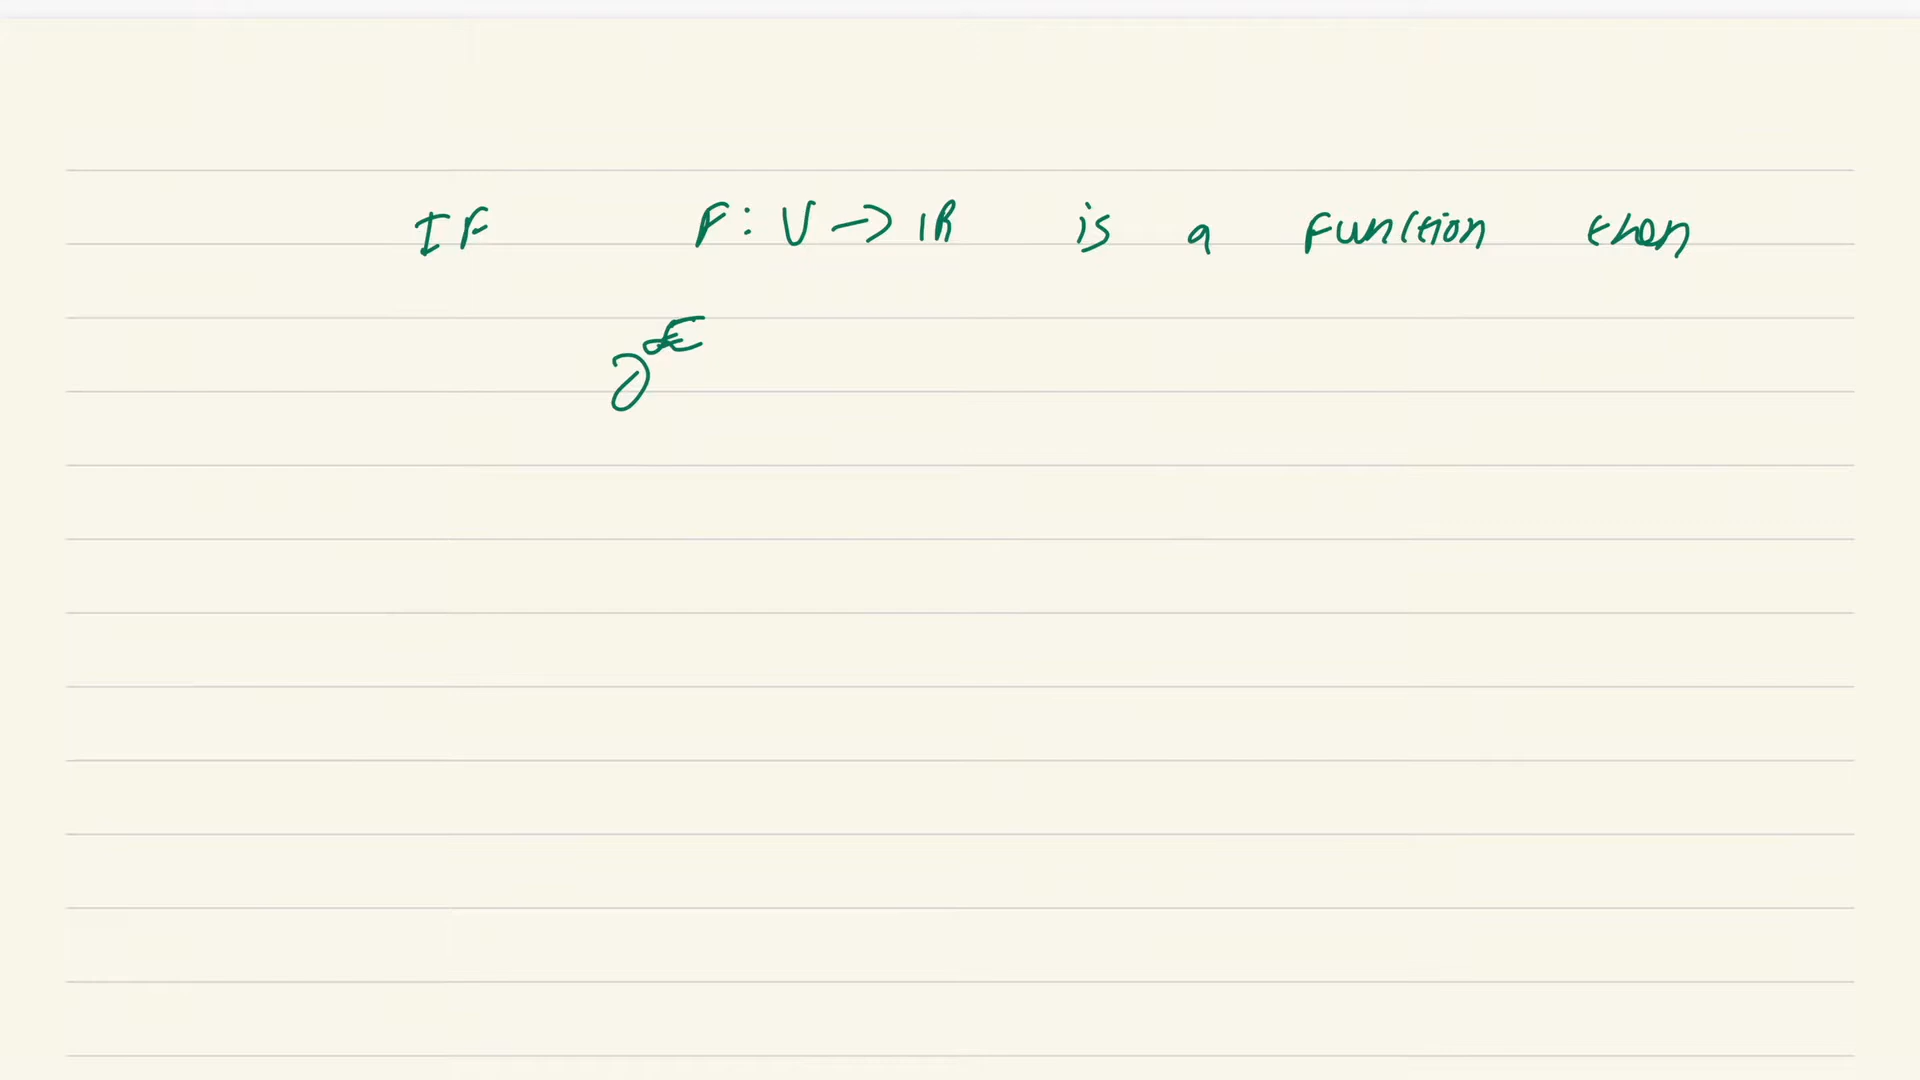 IF F: V → ℝ is a function then
∂